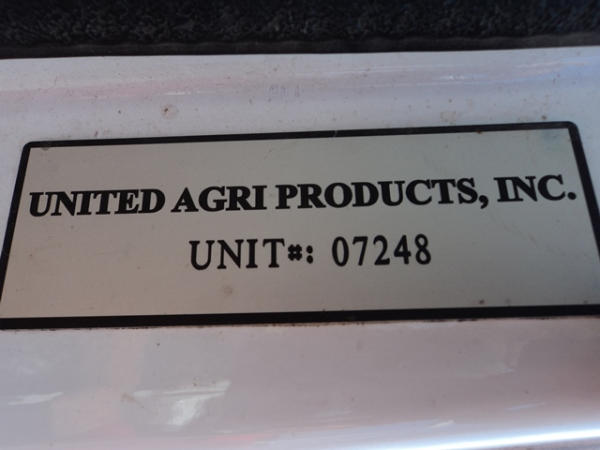 UNITED AGRI PRODUCTS, INC.
UNIT#: 07248